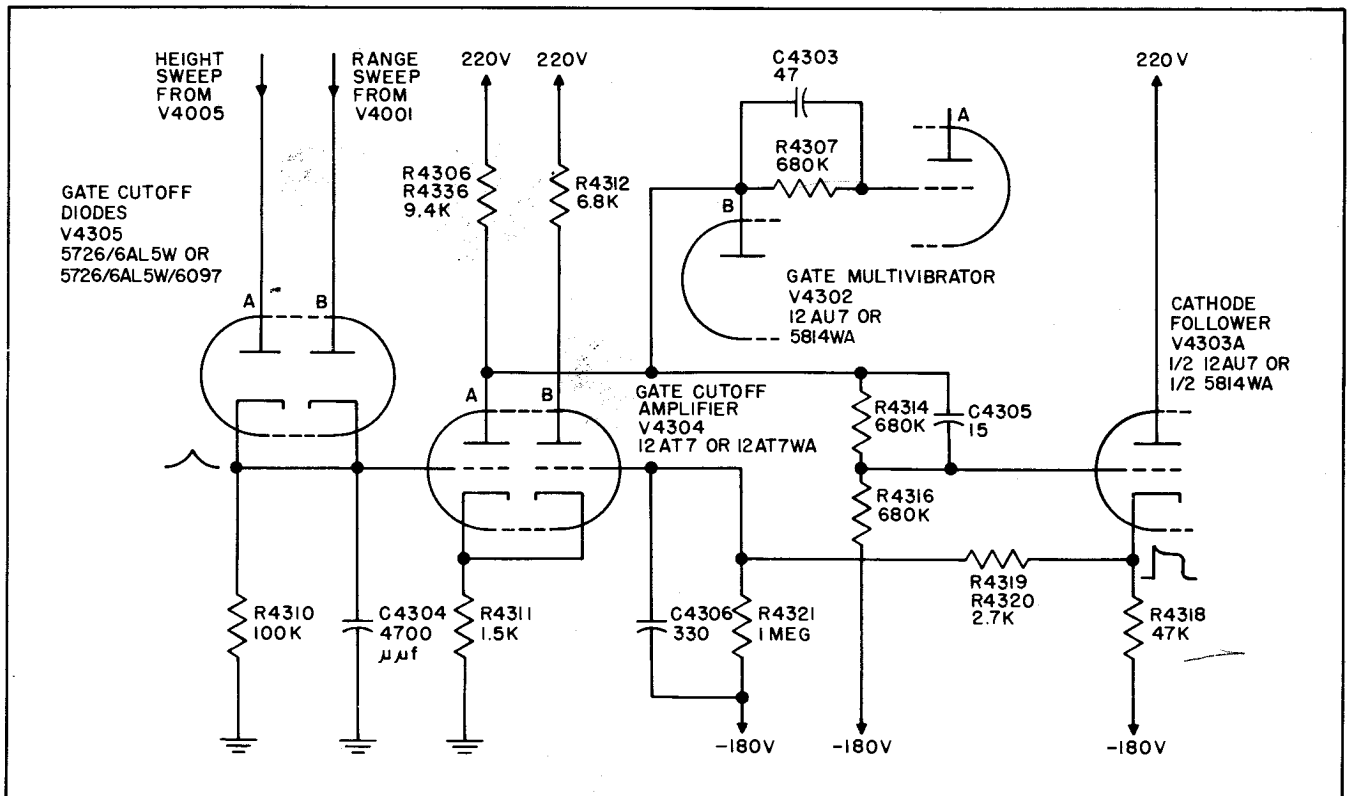 HEIGHT
SWEEP
FROM
V4005
RANGE
SWEEP
FROM
V4001
220V
220V
C4303
47
220V
A
R4307
680K
R4306
R4336
9.4K
R4312
6.8K
GATE CUTOFF
DIODES
V4305
5726/6AL5W OR
5726/6AL5W/6097
B
GATE MULTIVIBRATOR
V4302
12AU7 OR
5814WA
CATHODE
FOLLOWER
V4303A
1/2 12AU7 OR
1/2 5814WA
A
B
A
B
GATE CUTOFF
AMPLIFIER
V4304
12AT7 OR 12AT7WA
R4314
680K
C4305
15
R4316
680K
R4319
R4320
2.7K
R4310
100K
C4304
4700
μμf
R4311
1.5K
C4306
330
R4321
1 MEG
R4318
47K
-180V
-180V
-180V